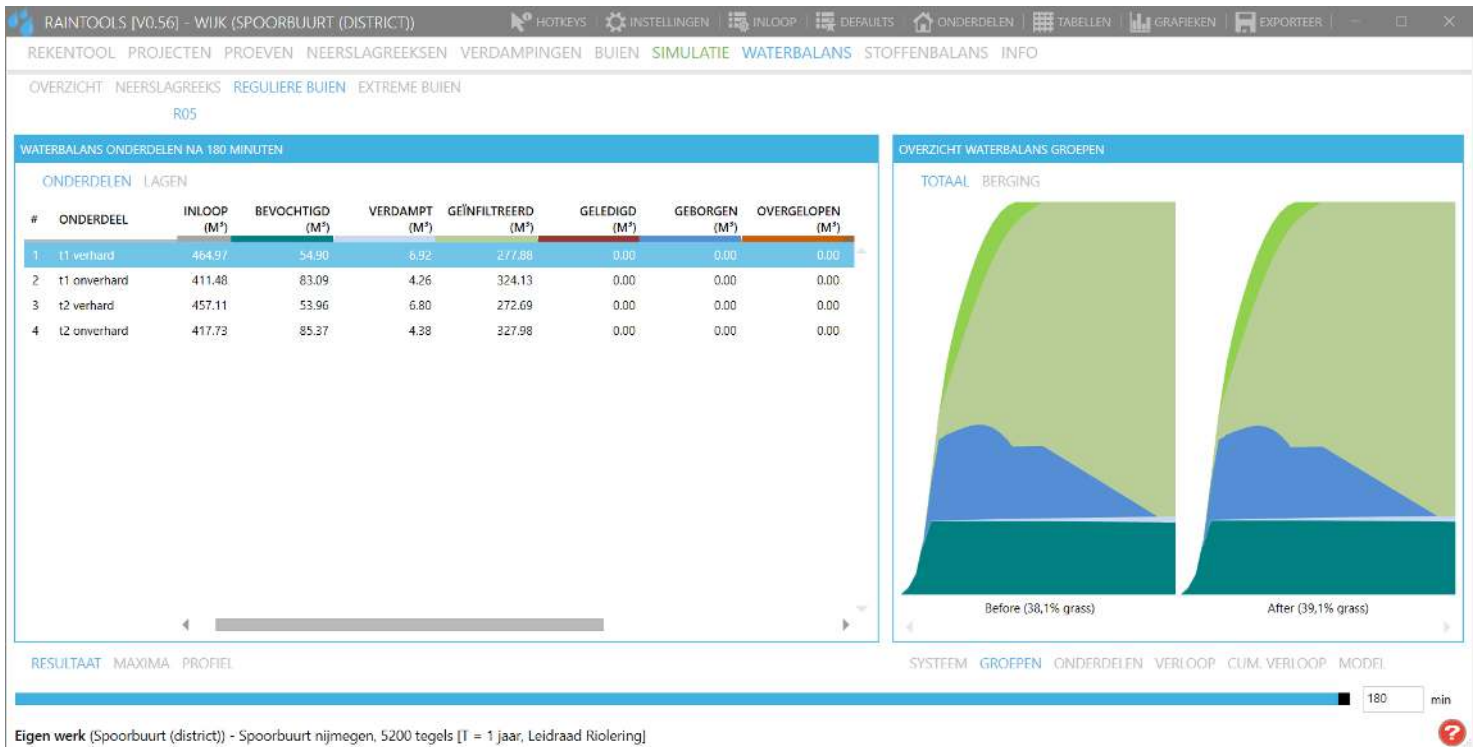 RAINTOOLS [V0.56] - WIJK (SPOORBUURT (DISTRICT)) HOTKEYS INSTELLINGEN INLOOP DEFAULTS ONDERDELEN TABELLEN GRAFIEKEN EXPORTEER
REKENTOOL PROJECTEN PROEVEN NEERSLAGREEKSEN VERDAMPINGEN BUIEN SIMULATIE WATERBALANS STOFFENBALANS INFO
OVERZICHT NEERSLAGREEKS REGULIERE BUIEN EXTREME BUIEN
R05
WATERBALANS ONDERDELEN NA 180 MINUTEN
ONDERDELEN LAGEN
# ONDERDEEL INLOOP (M³) BEVOCHTIGD (M³) VERDAMPT (M³) GEÏNFILTREERD (M³) GELEDIGD (M³) GEBORGEN (M³) OVERGELOPEN (M³)
1 t1 verhard 464.97 54.90 6.92 277.88 0.00 0.00 0.00
2 t1 onverhard 411.48 83.09 4.26 324.13 0.00 0.00 0.00
3 t2 verhard 457.11 53.96 6.80 272.69 0.00 0.00 0.00
4 t2 onverhard 417.73 85.37 4.38 327.98 0.00 0.00 0.00
OVERZICHT WATERBALANS GROEPEN
TOTAAL BERGING
Before (38,1% grass) After (39,1% grass)
RESULTAAT MAXIMA PROFIEL
SYSTEEM GROEPEN ONDERDELEN VERLOOP CUM. VERLOOP MODEL
180 min
Eigen werk (Spoorbuurt (district)) - Spoorbuurt nijmegen, 5200 tegels [T = 1 jaar, Leidraad Riolering]
?